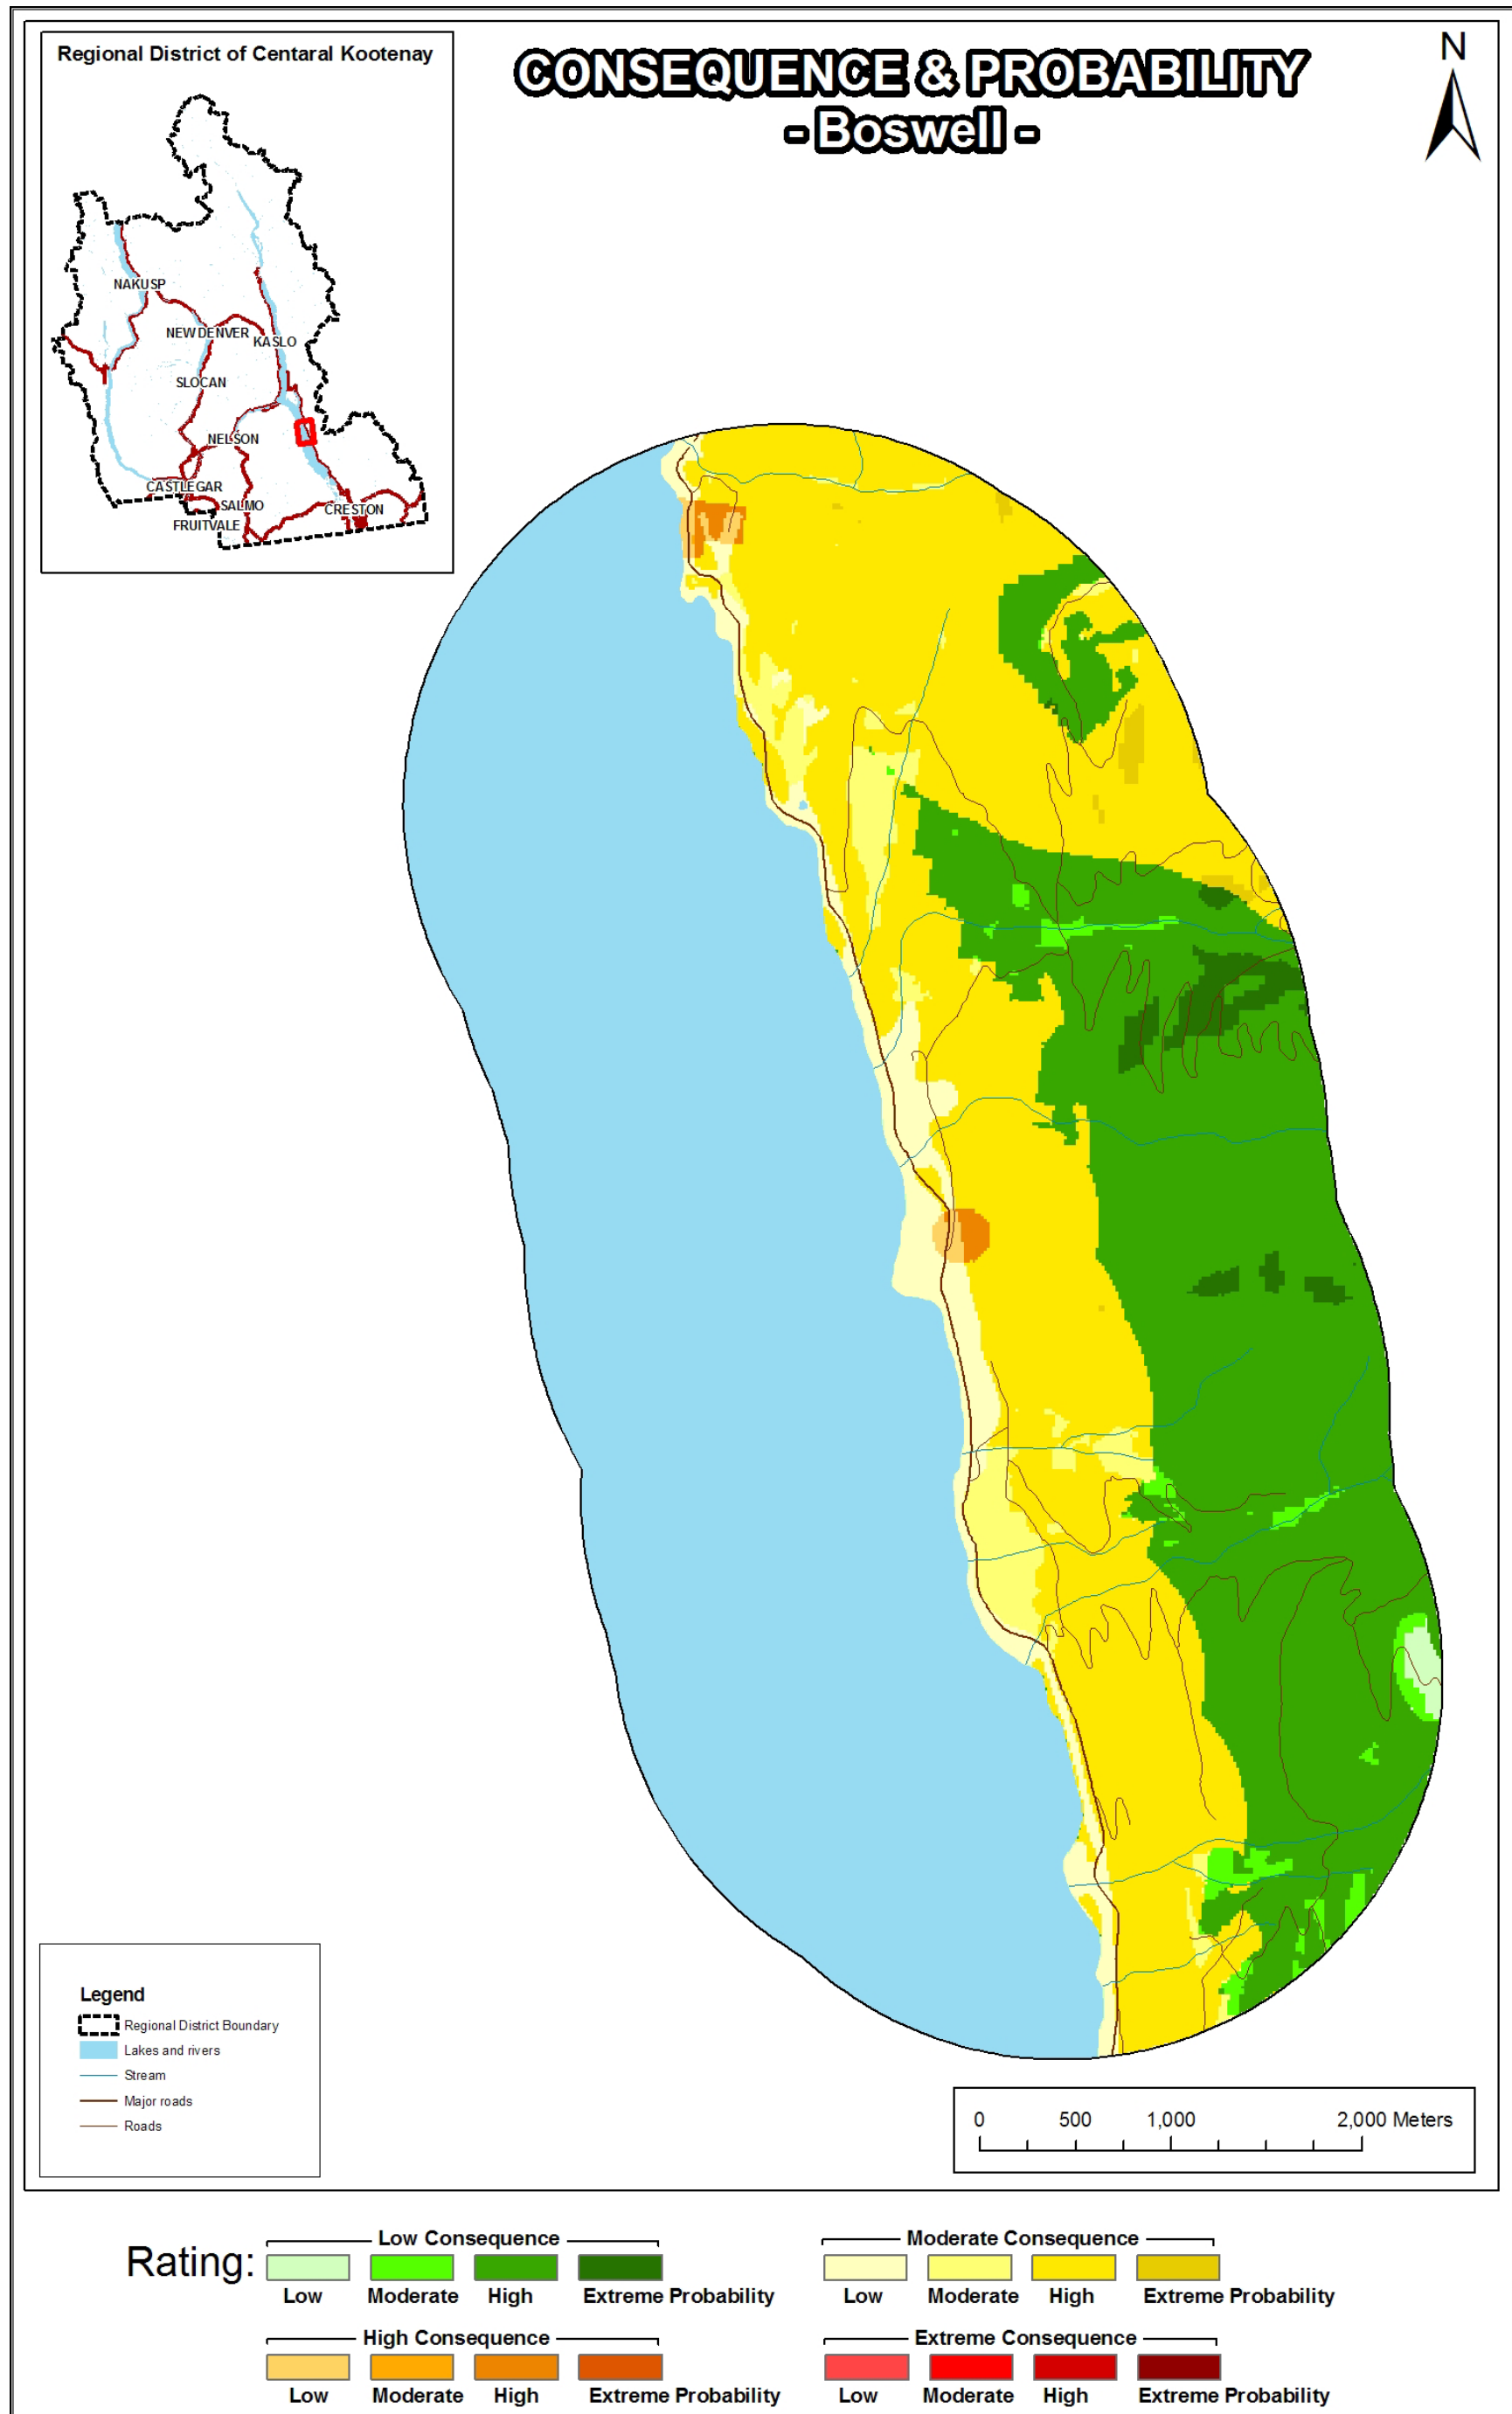 Regional District of Centaral Kootenay
CONSEQUENCE & PROBABILITY
- Boswell -
N
NAKUSP
NEW DENVER
KASLO
SLOCAN
NELSON
CASTLEGAR
SALMO
CRESTON
FRUITVALE
Legend
Regional District Boundary
Lakes and rivers
Stream
Major roads
Roads
0 500 1,000 2,000 Meters
Rating:
Low Consequence
Low Moderate High Extreme Probability
Moderate Consequence
Low Moderate High Extreme Probability
High Consequence
Low Moderate High Extreme Probability
Extreme Consequence
Low Moderate High Extreme Probability